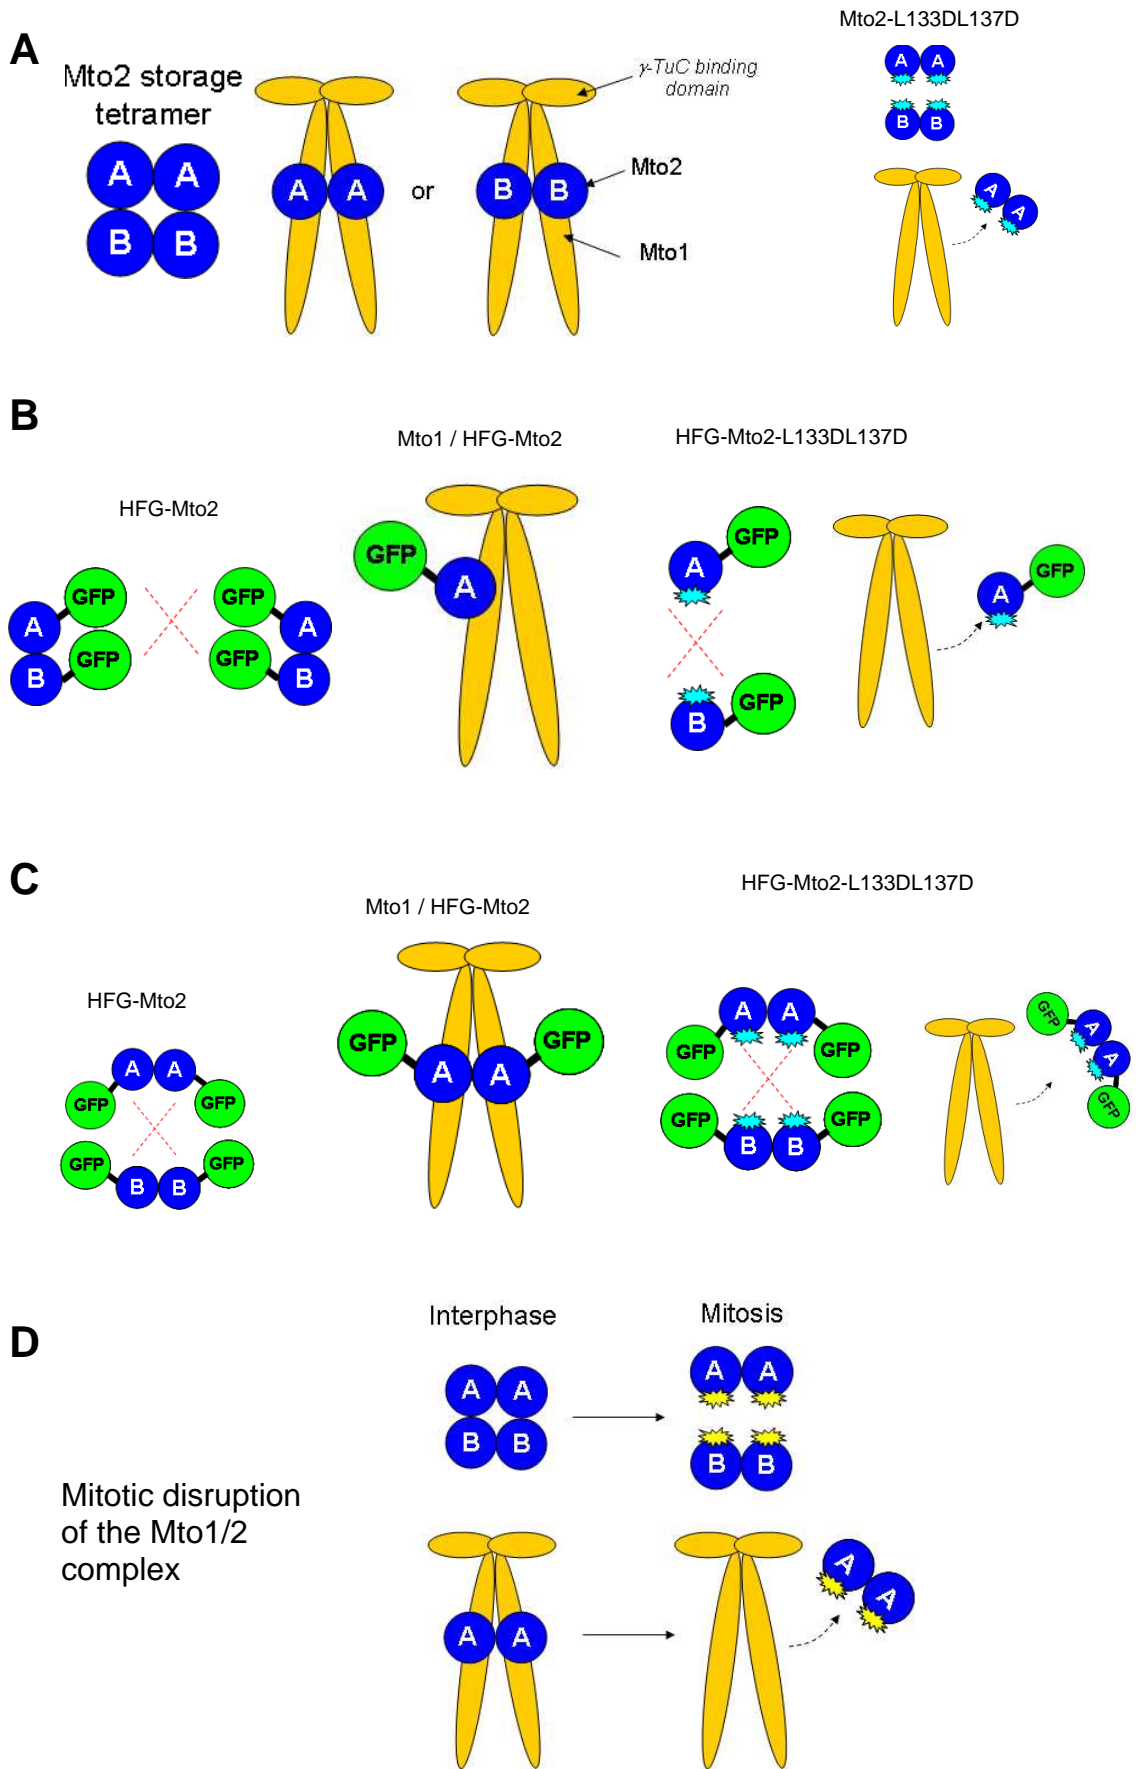 A
Mto2 storage
tetramer
A A
B B
A A
or
B B
γ-TuC binding
domain
Mto2
Mto1
Mto2-L133DL137D
A A
B B
A
A
B
HFG-Mto2
GFP
A
GFP
B
GFP
A
GFP
B
Mto1 / HFG-Mto2
GFP
A
HFG-Mto2-L133DL137D
GFP
A
B
GFP
GFP
A
C
HFG-Mto2
A A
GFP GFP
GFP GFP
B B
Mto1 / HFG-Mto2
GFP GFP
A A
HFG-Mto2-L133DL137D
A A
GFP GFP
GFP GFP
B B
GFP
A
A
GFP
D
Mitotic disruption
of the Mto1/2
complex
Interphase
Mitosis
A A
B B
A A
B B
A A
A
A